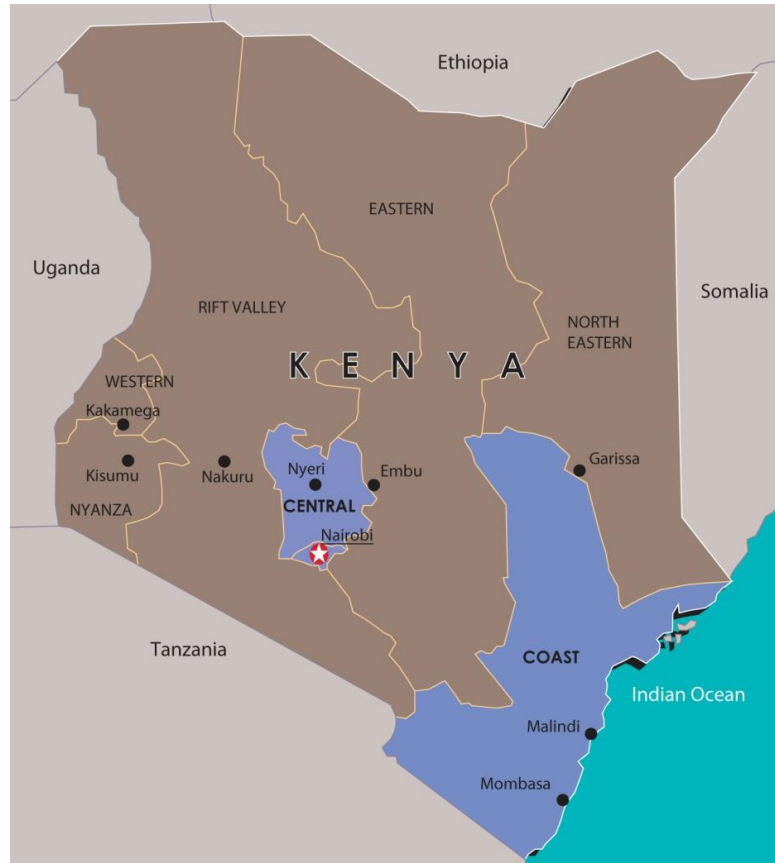 Ethiopia
EASTERN
Uganda
Somalia
RIFT VALLEY
NORTH
EASTERN
KENYA
WESTERN
Kakamega
Kisumu
Nakuru
Nyeri
Embu
Garissa
CENTRAL
NYANZA
Nairobi
Tanzania
COAST
Indian Ocean
Malindi
Mombasa